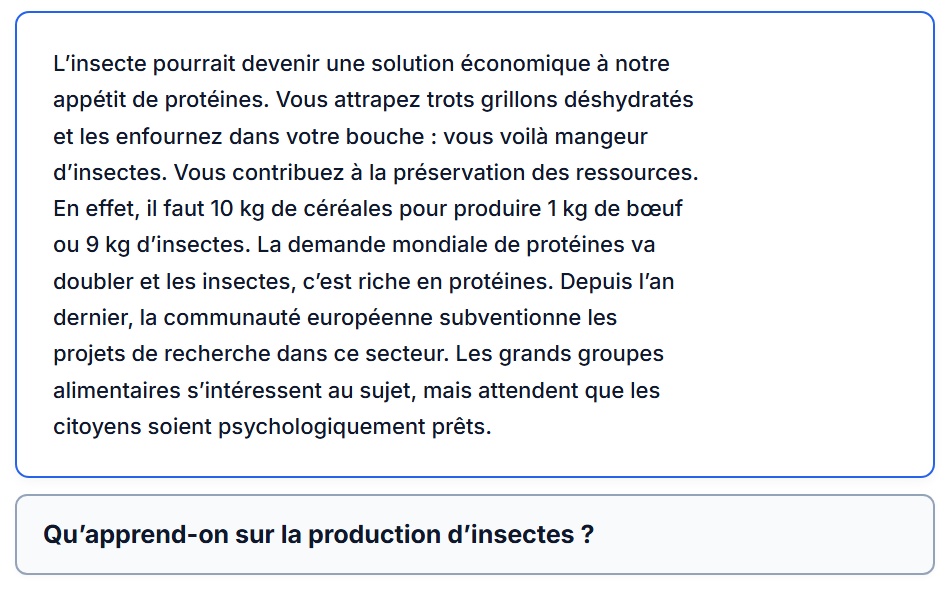 L’insecte pourrait devenir une solution économique à notre
appétit de protéines. Vous attrapez trots grillons déshydratés
et les enfournez dans votre bouche : vous voilà mangeur
d’insectes. Vous contribuez à la préservation des ressources.
En effet, il faut 10 kg de céréales pour produire 1 kg de bœuf
ou 9 kg d’insectes. La demande mondiale de protéines va
doubler et les insectes, c’est riche en protéines. Depuis l’an
dernier, la communauté européenne subventionne les
projets de recherche dans ce secteur. Les grands groupes
alimentaires s’intéressent au sujet, mais attendent que les
citoyens soient psychologiquement prêts.
Qu’apprend-on sur la production d’insectes ?